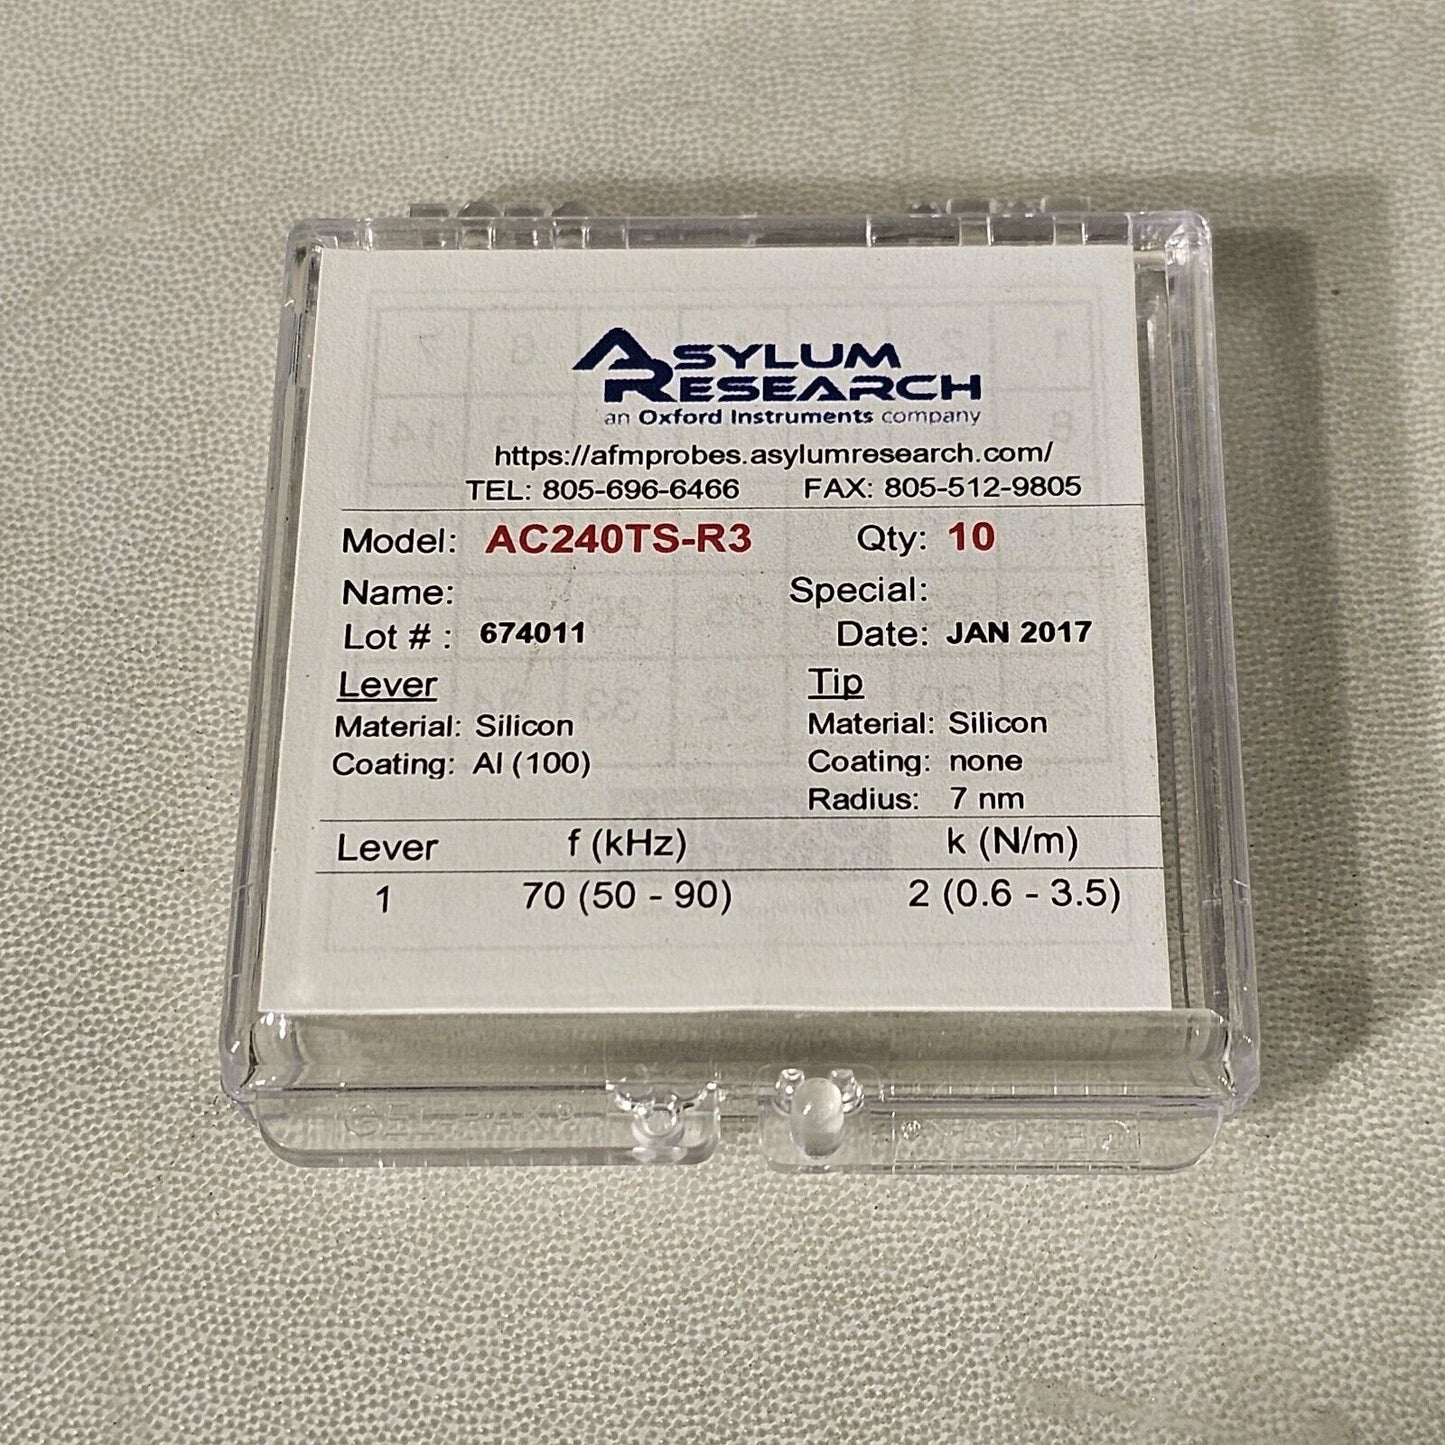 ASYLUM
RESEARCH
an Oxford Instruments company
https://afmprobes.asylumresearch.com/
TEL: 805-696-6466 FAX: 805-512-9805
Model: AC240TS-R3 Qty: 10
Name: Special:
Lot # : 674011 Date: JAN 2017
Lever Tip
Material: Silicon Material: Silicon
Coating: Al (100) Coating: none
Radius: 7 nm
Lever f (kHz) k (N/m)
1 70 (50 - 90) 2 (0.6 - 3.5)